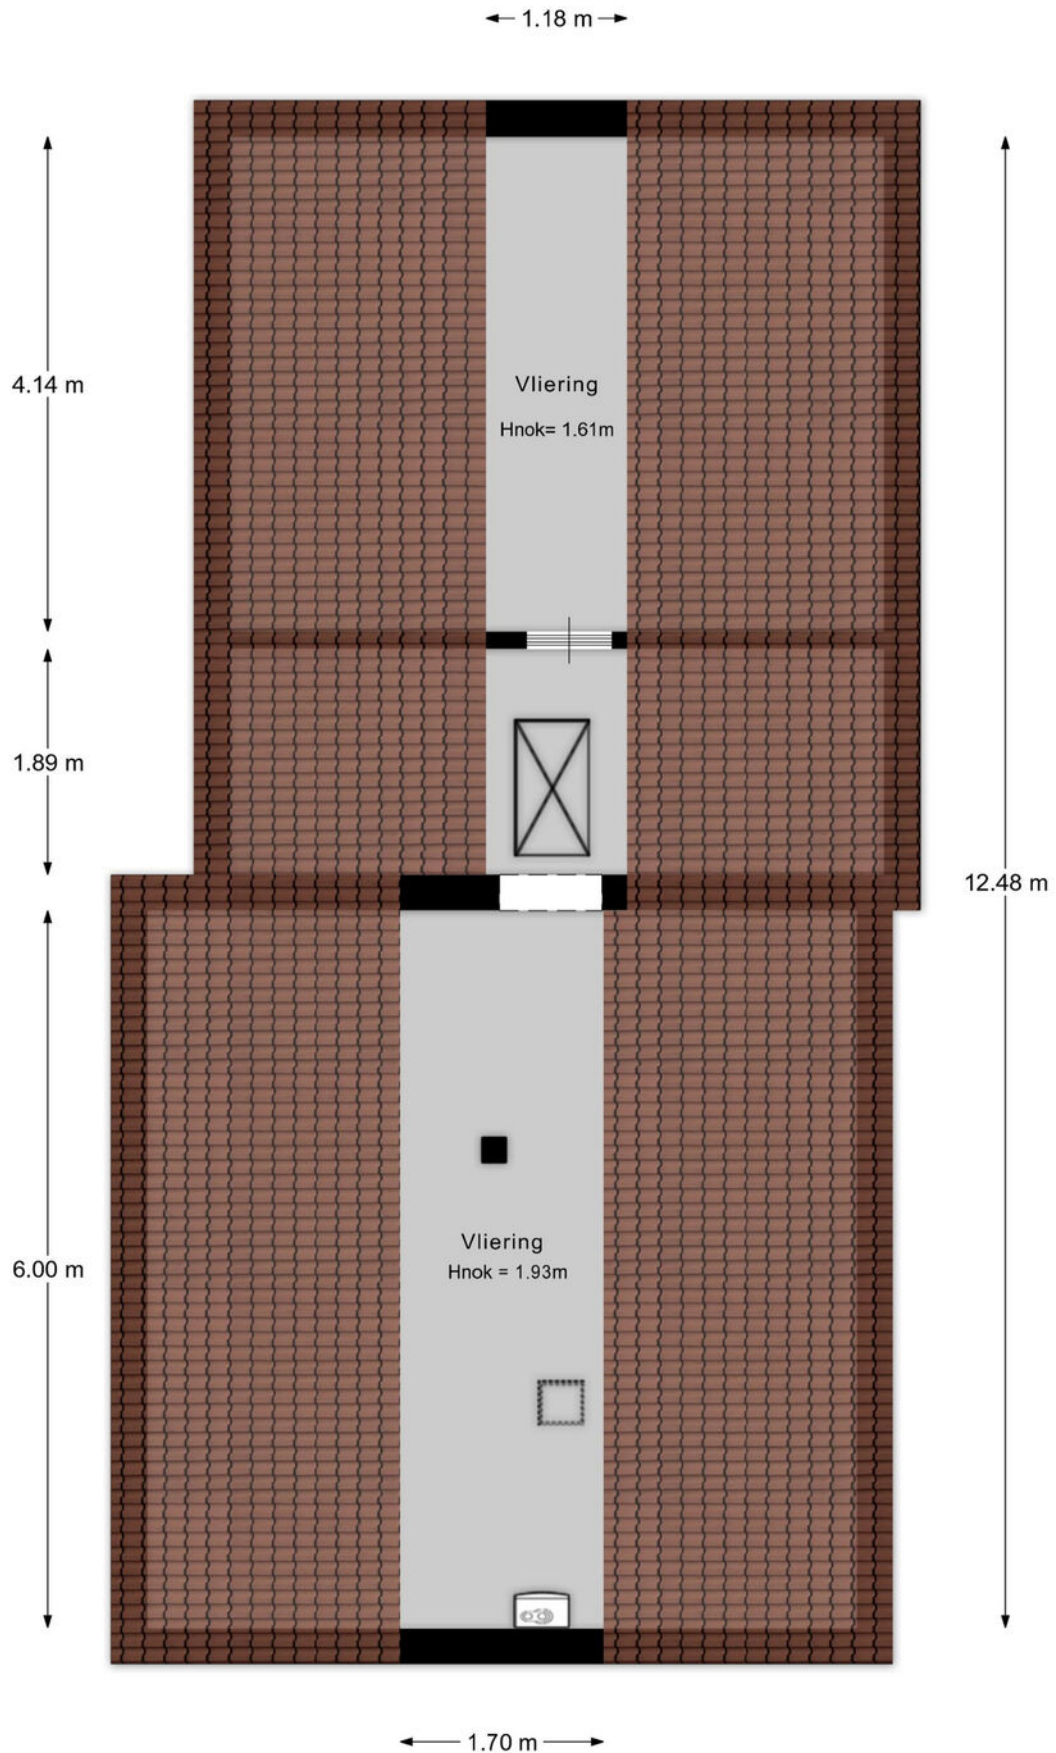 1.18 m
4.14 m
Vliering
Hnok= 1.61m
1.89 m
12.48 m
Vliering
Hnok = 1.93m
6.00 m
1.70 m